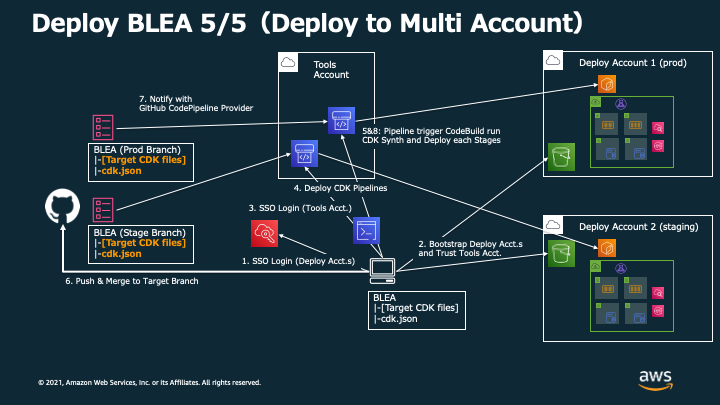 Deploy BLEA 5/5（Deploy to Multi Account）
Tools
Account
Deploy Account 1 (prod)
7. Notify with
GitHub CodePipeline Provider
5&8: Pipeline trigger CodeBuild run
CDK Synth and Deploy each Stages
BLEA (Prod Branch)
|-[Target CDK files]
|-cdk.json
4. Deploy CDK Pipelines
3. SSO Login (Tools Acct.)
BLEA (Stage Branch)
|-[Target CDK files]
|-cdk.json
Deploy Account 2 (staging)
2. Bootstrap Deploy Acct.s
and Trust Tools Acct.
1. SSO Login (Deploy Acct.s)
6. Push & Merge to Target Branch
BLEA
|-[Target CDK files]
|-cdk.json
© 2021, Amazon Web Services, Inc. or its Affiliates. All rights reserved.
aws